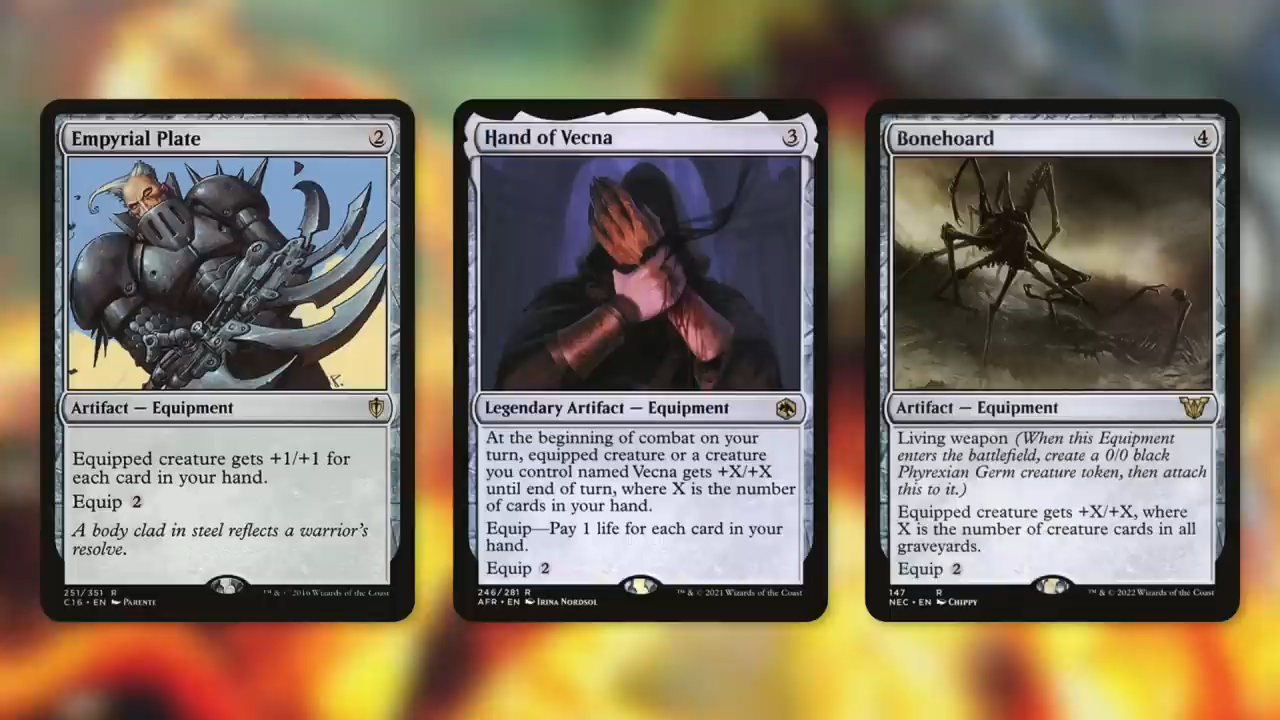 Empyrial Plate 2
Artifact — Equipment
Equipped creature gets +1/+1 for
each card in your hand.
Equip 2
A body clad in steel reflects a warrior's
resolve.
251/351 R
C16 • EN Parente
™ & © 2016 Wizards of the Coast
Hand of Vecna 3
Legendary Artifact — Equipment
At the beginning of combat on your
turn, equipped creature or a creature
you control named Vecna gets +X/+X
until end of turn, where X is the number
of cards in your hand.
Equip—Pay 1 life for each card in your
hand.
Equip 2
246/281 R
AFR • EN Irina Nordsol
™ & © 2021 Wizards of the Coast
Bonehoard 4
Artifact — Equipment
Living weapon (When this Equipment
enters the battlefield, create a 0/0 black
Phyrexian Germ creature token, then attach
this to it.)
Equipped creature gets +X/+X, where
X is the number of creature cards in all
graveyards.
Equip 2
147 R
NEC • EN Chippy
™ & © 2022 Wizards of the Coast